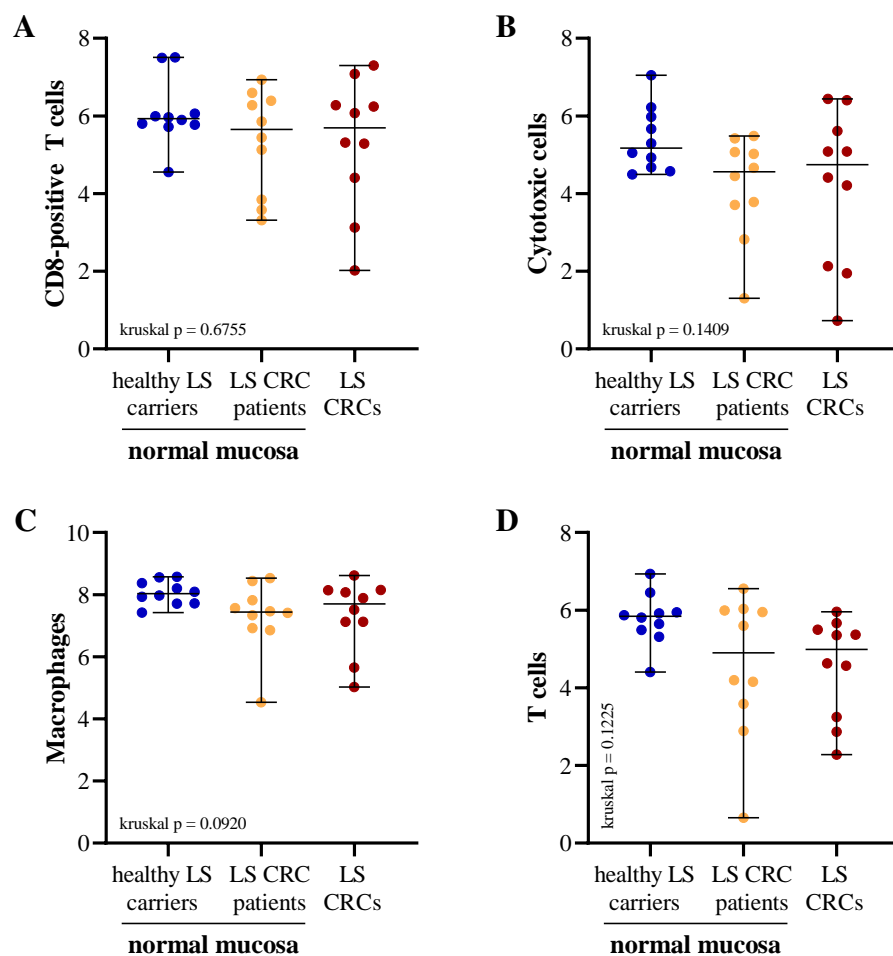 A
CD8-positive T cells
8
6
4
2
0
kruskal p = 0.6755
healthy LS
carriers
LS CRC
patients
LS
CRCs
normal mucosa
B
Cytotoxic cells
8
6
4
2
0
kruskal p = 0.1409
healthy LS
carriers
LS CRC
patients
LS
CRCs
normal mucosa
C
Macrophages
10
8
6
4
2
0
kruskal p = 0.0920
healthy LS
carriers
LS CRC
patients
LS
CRCs
normal mucosa
D
T cells
8
6
4
2
0
kruskal p = 0.1225
healthy LS
carriers
LS CRC
patients
LS
CRCs
normal mucosa